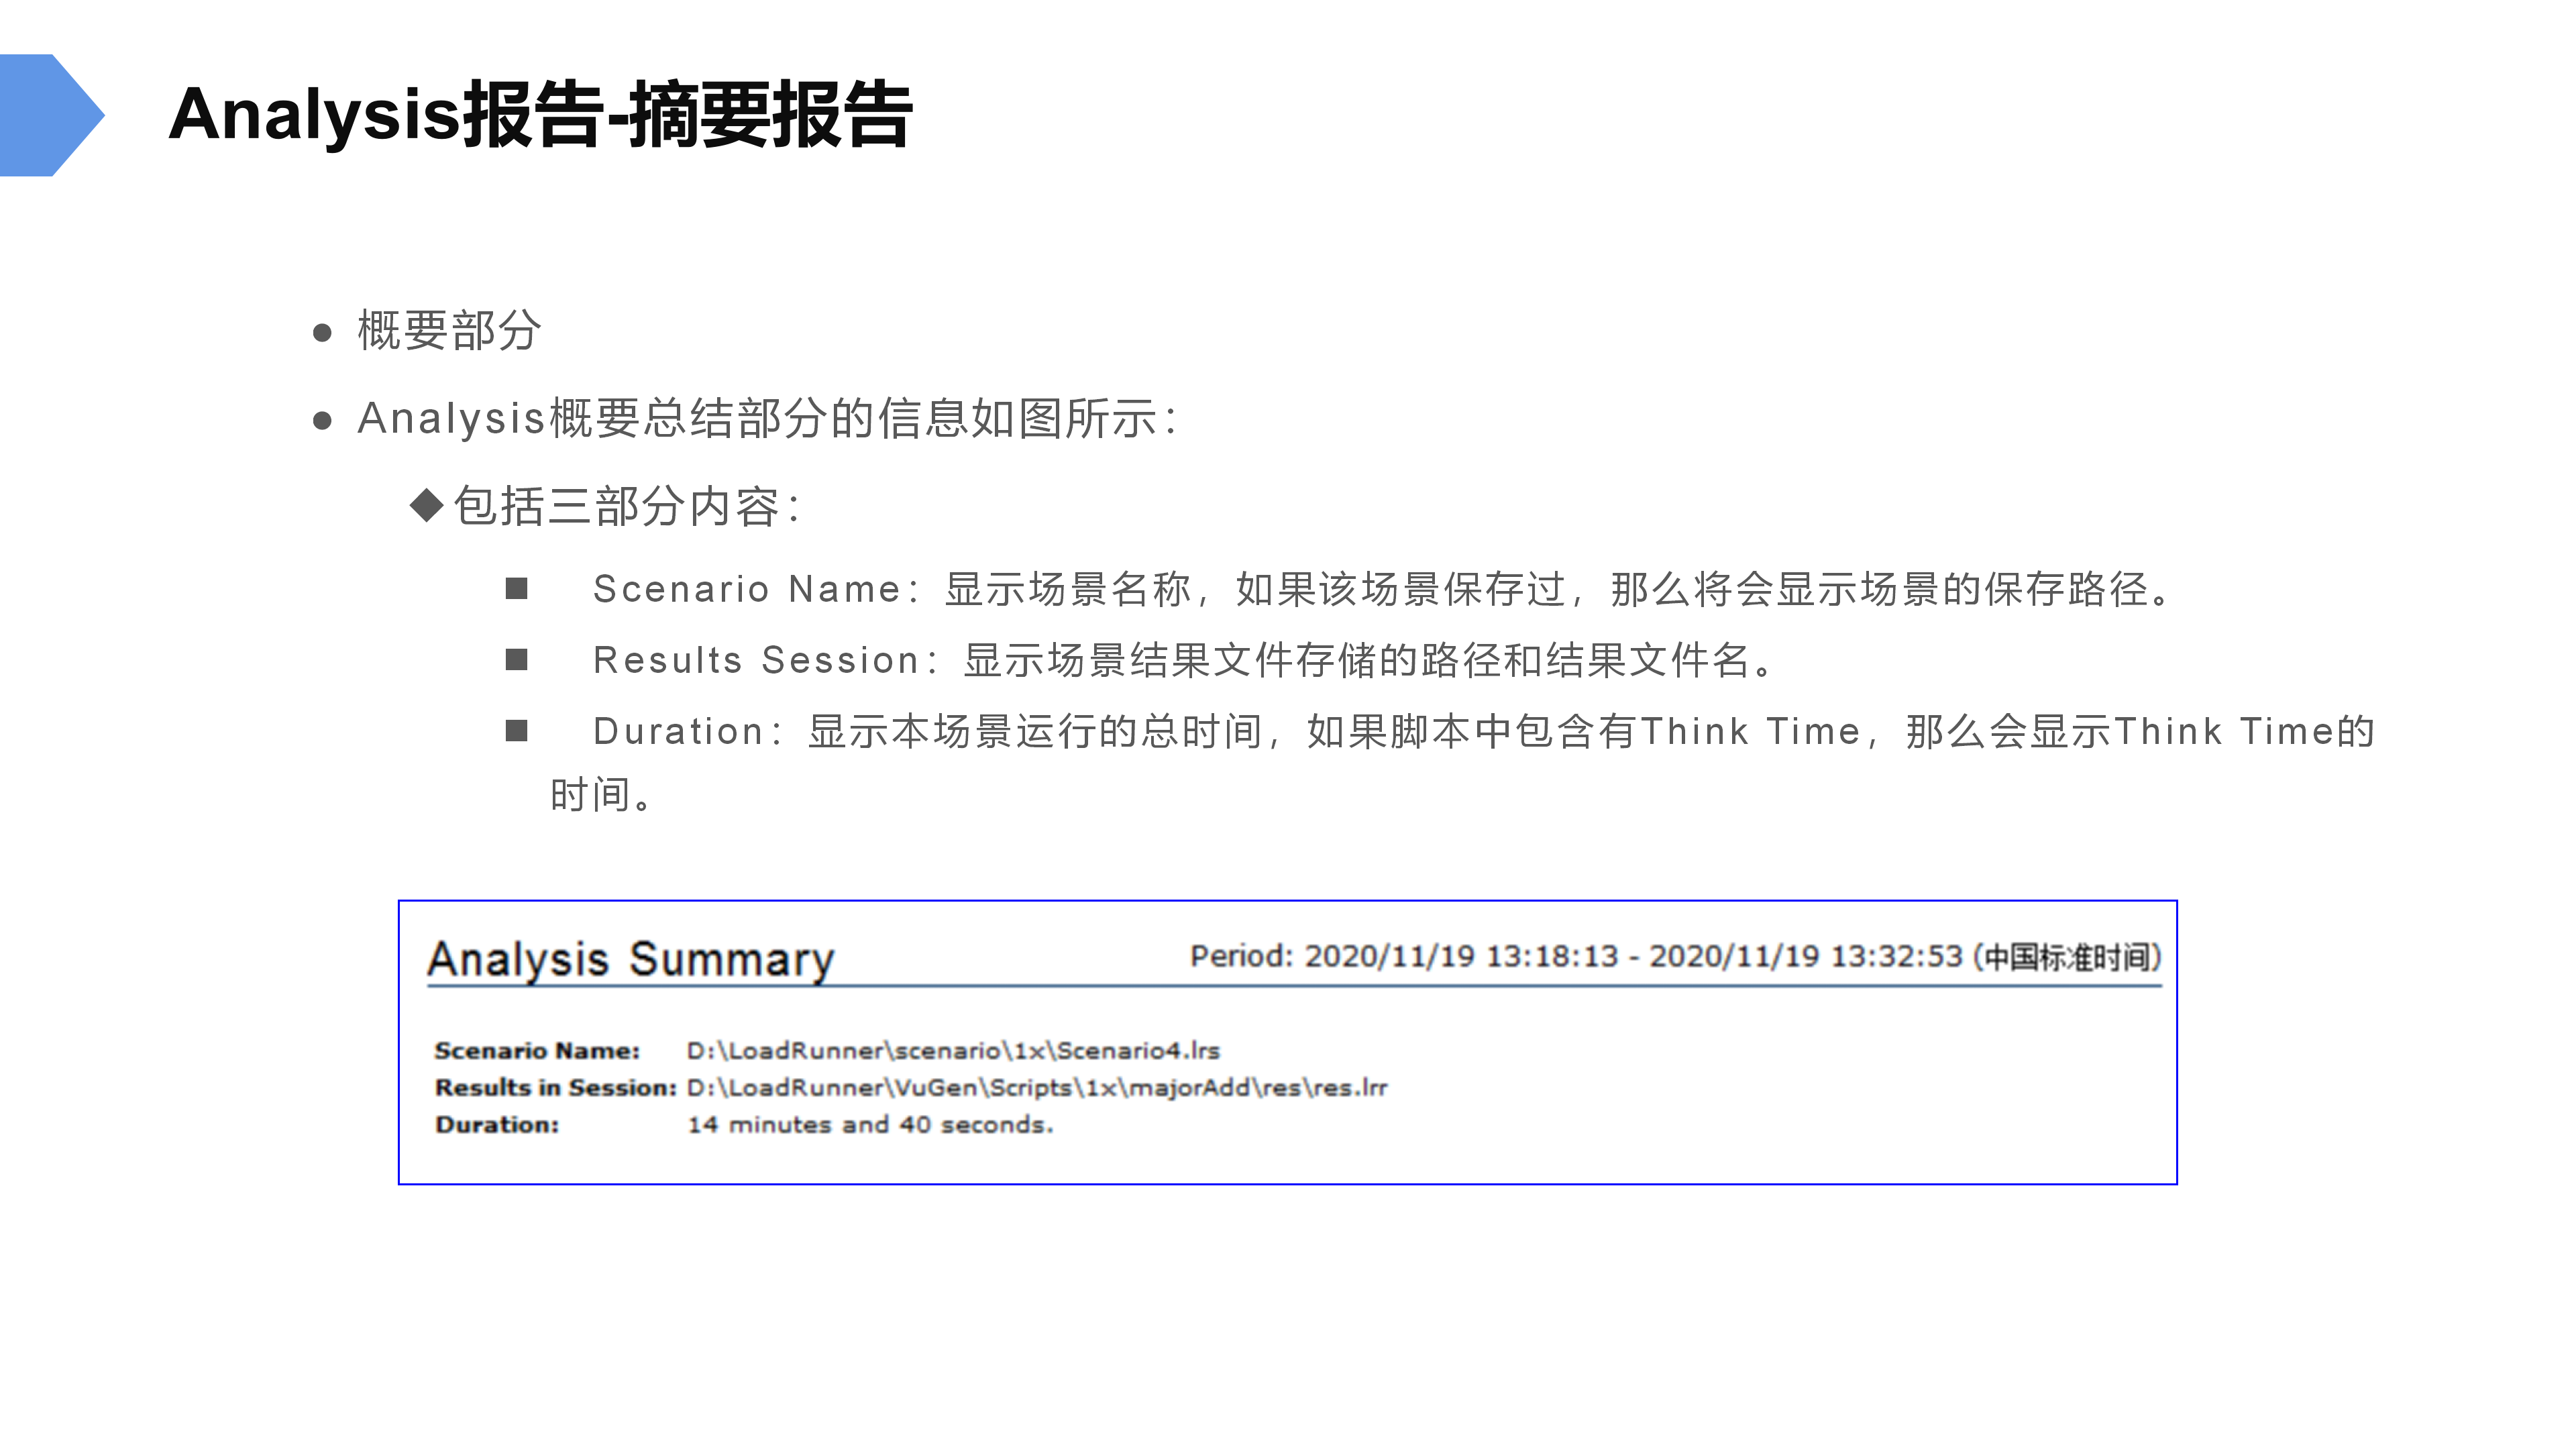 Analysis报告-摘要报告
● 概要部分
● Analysis概要总结部分的信息如图所示：
◆包括三部分内容：
■ Scenario Name：显示场景名称，如果该场景保存过，那么将会显示场景的保存路径。
■ Results Session：显示场景结果文件存储的路径和结果文件名。
■ Duration：显示本场景运行的总时间，如果脚本中包含有Think Time，那么会显示Think Time的
时间。
Analysis Summary Period: 2020/11/19 13:18:13 - 2020/11/19 13:32:53 (中国标准时间)
Scenario Name: D:\LoadRunner\scenario\1x\Scenario4.lrs
Results in Session: D:\LoadRunner\VuGen\Scripts\1x\majorAdd\res\res.lrr
Duration: 14 minutes and 40 seconds.